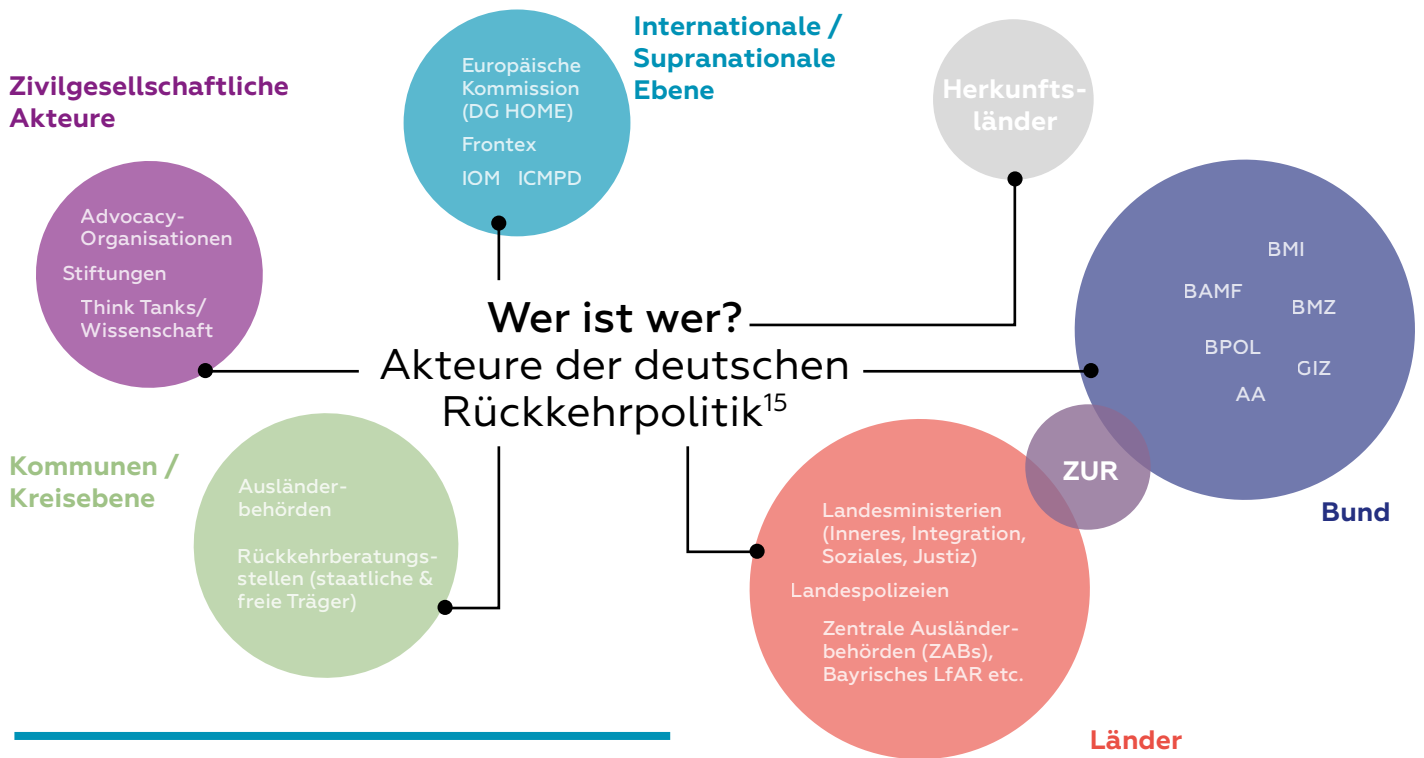 Internationale /
Supranationale
Ebene
Europäische
Kommission
(DG HOME)
Frontex
IOM ICMPD
Herkunfts-
länder
Zivilgesellschaftliche
Akteure
Advocacy-
Organisationen
Stiftungen
Think Tanks/
Wissenschaft
BMI
BAMF
BMZ
BPOL
GIZ
AA
Bund
Wer ist wer?
Akteure der deutschen
Rückkehrpolitik¹⁵
Kommunen /
Kreisebene
Ausländer-
behörden
Rückkehrberatungs-
stellen (staatliche &
freie Träger)
ZUR
Landesministerien
(Inneres, Integration,
Soziales, Justiz)
Landespolizeien
Zentrale Ausländer-
behörden (ZABs),
Bayrisches LfAR etc.
Länder